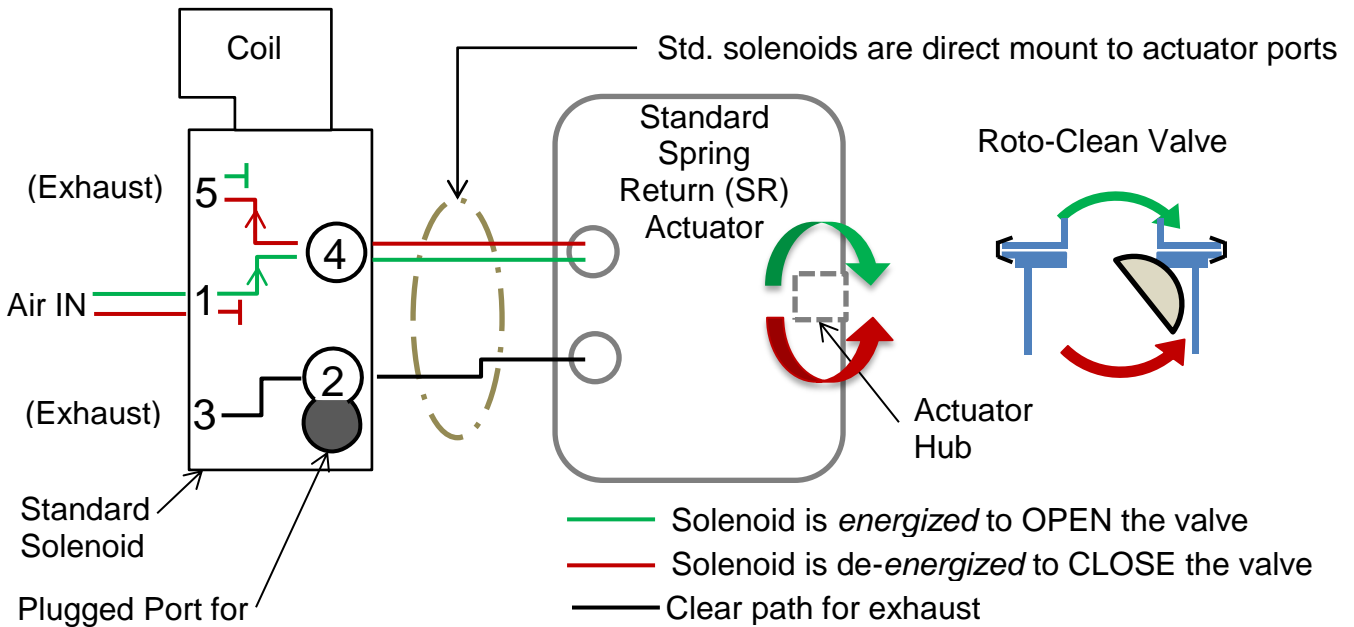 Coil
Std. solenoids are direct mount to actuator ports
Standard
Spring
Return (SR)
Actuator
Roto-Clean Valve
(Exhaust)
5
4
Air IN
1
2
(Exhaust)
3
Actuator
Hub
Standard
Solenoid
Plugged Port for
Solenoid is energized to OPEN the valve
Solenoid is de-energized to CLOSE the valve
Clear path for exhaust